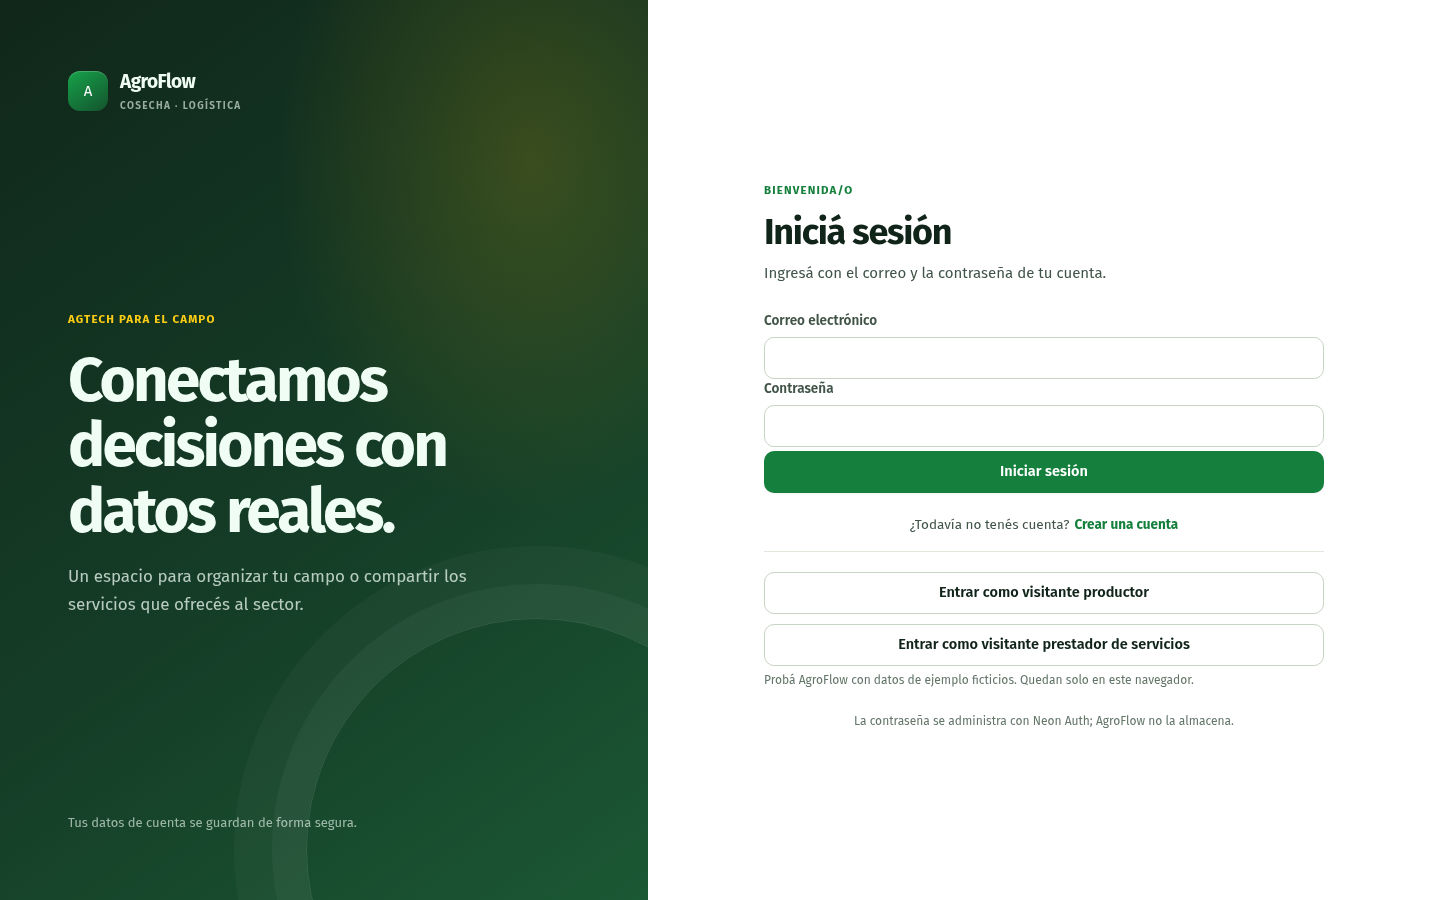 A
AgroFlow
COSECHA · LOGÍSTICA
AGTECH PARA EL CAMPO
Conectamos
decisiones con
datos reales.
Un espacio para organizar tu campo o compartir los
servicios que ofrecés al sector.
Tus datos de cuenta se guardan de forma segura.
BIENVENIDA/O
Iniciá sesión
Ingresá con el correo y la contraseña de tu cuenta.
Correo electrónico
Contraseña
Iniciar sesión
¿Todavía no tenés cuenta? Crear una cuenta
Entrar como visitante productor
Entrar como visitante prestador de servicios
Probá AgroFlow con datos de ejemplo ficticios. Quedan solo en este navegador.
La contraseña se administra con Neon Auth; AgroFlow no la almacena.